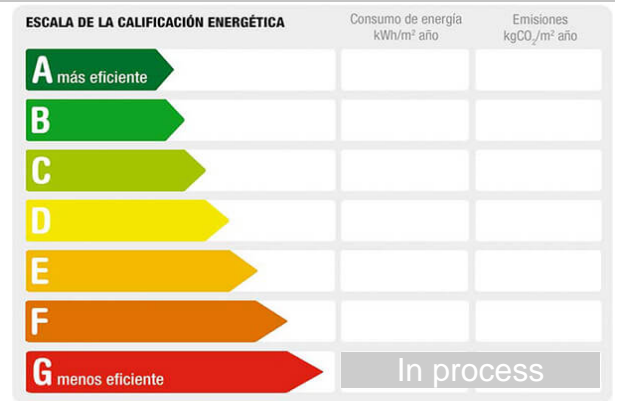 ESCALA DE LA CALIFICACIÓN ENERGÉTICA
Consumo de energía
kWh/m² año
Emisiones
kgCO₂/m² año
A más eficiente
B
C
D
E
F
G menos eficiente
In process